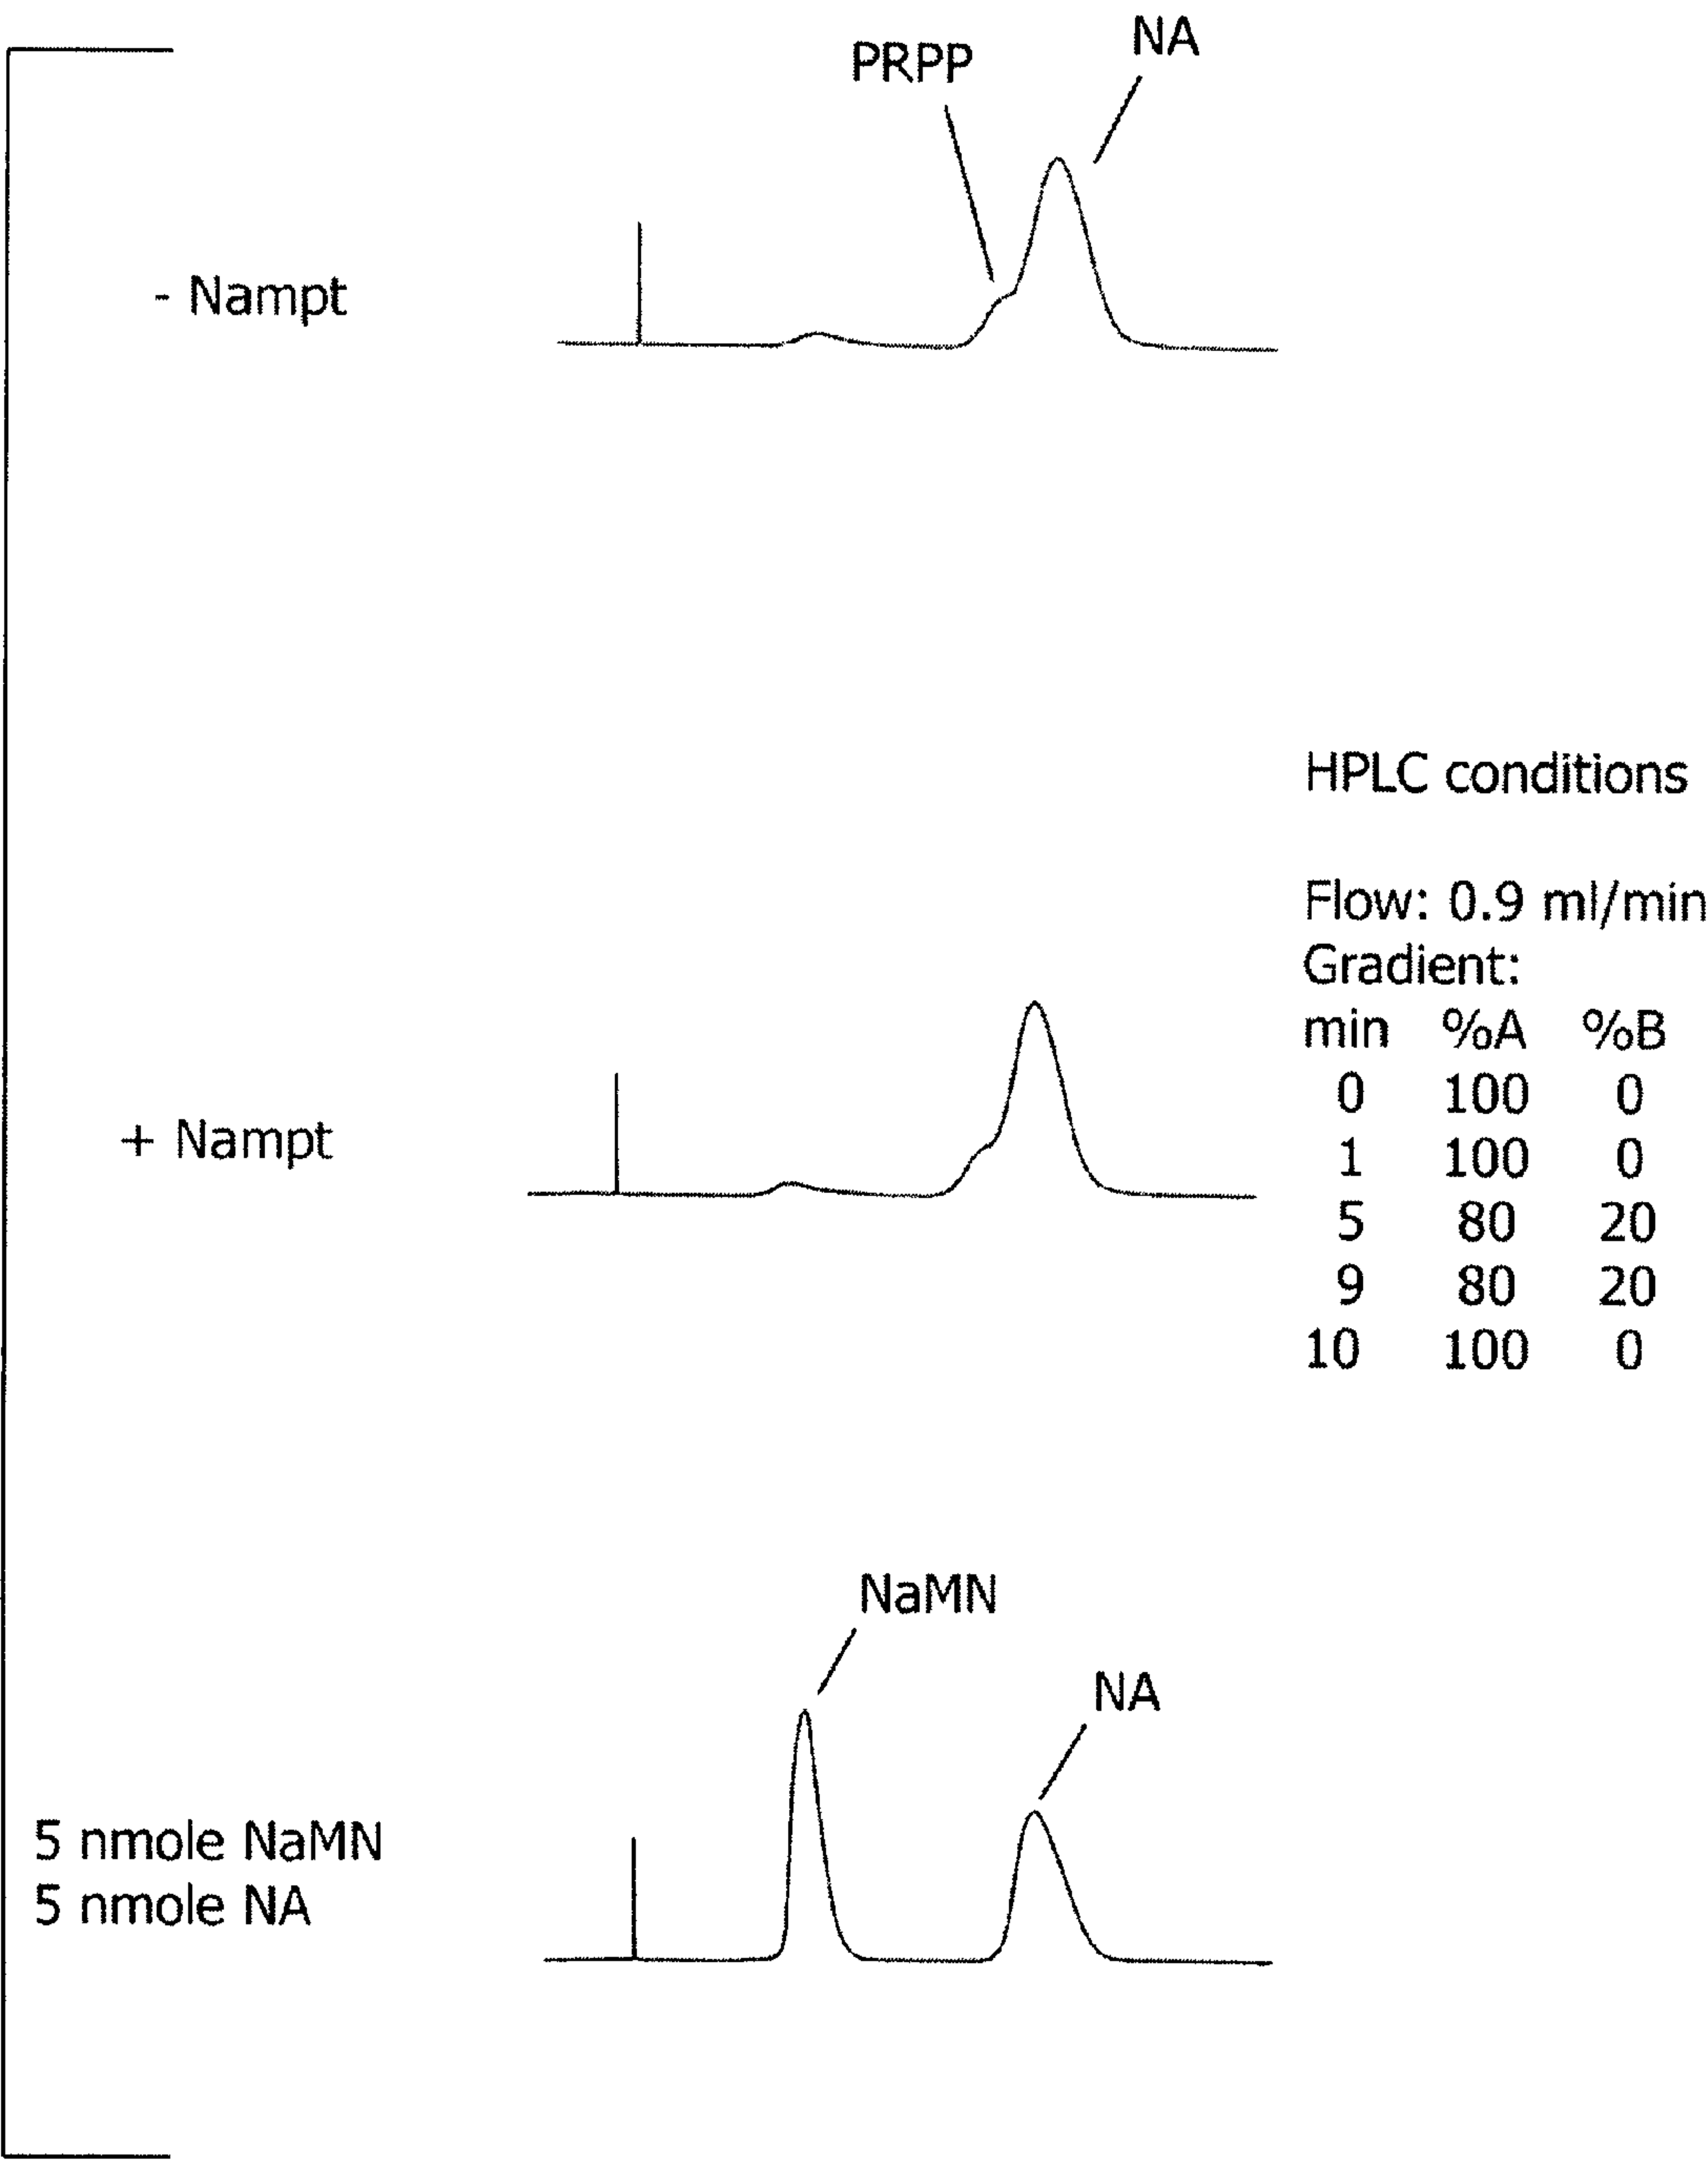 PRPP
NA
- Nampt
+ Nampt
HPLC conditions
Flow: 0.9 ml/min
Gradient:
min %A %B
0 100 0
1 100 0
5 80 20
9 80 20
10 100 0
NaMN
NA
5 nmole NaMN
5 nmole NA